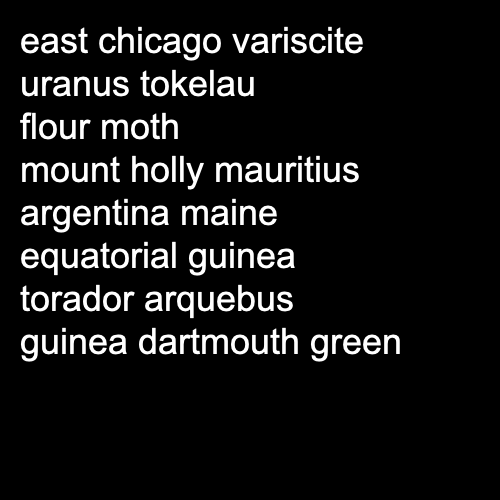 east chicago variscite
uranus tokelau
flour moth
mount holly mauritius
argentina maine
equatorial guinea
torador arquebus
guinea dartmouth green